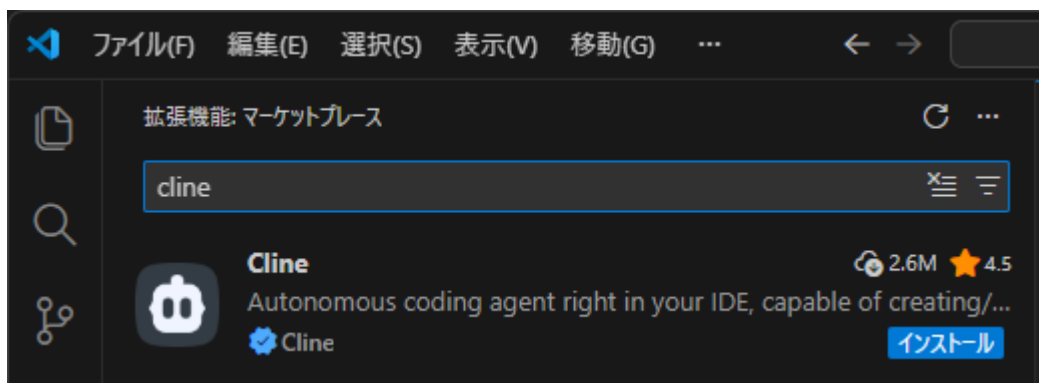 ファイル(F) 編集(E) 選択(S) 表示(V) 移動(G) …
拡張機能: マーケットプレース
cline
Cline 2.6M 4.5
Autonomous coding agent right in your IDE, capable of creating/...
Cline インストール